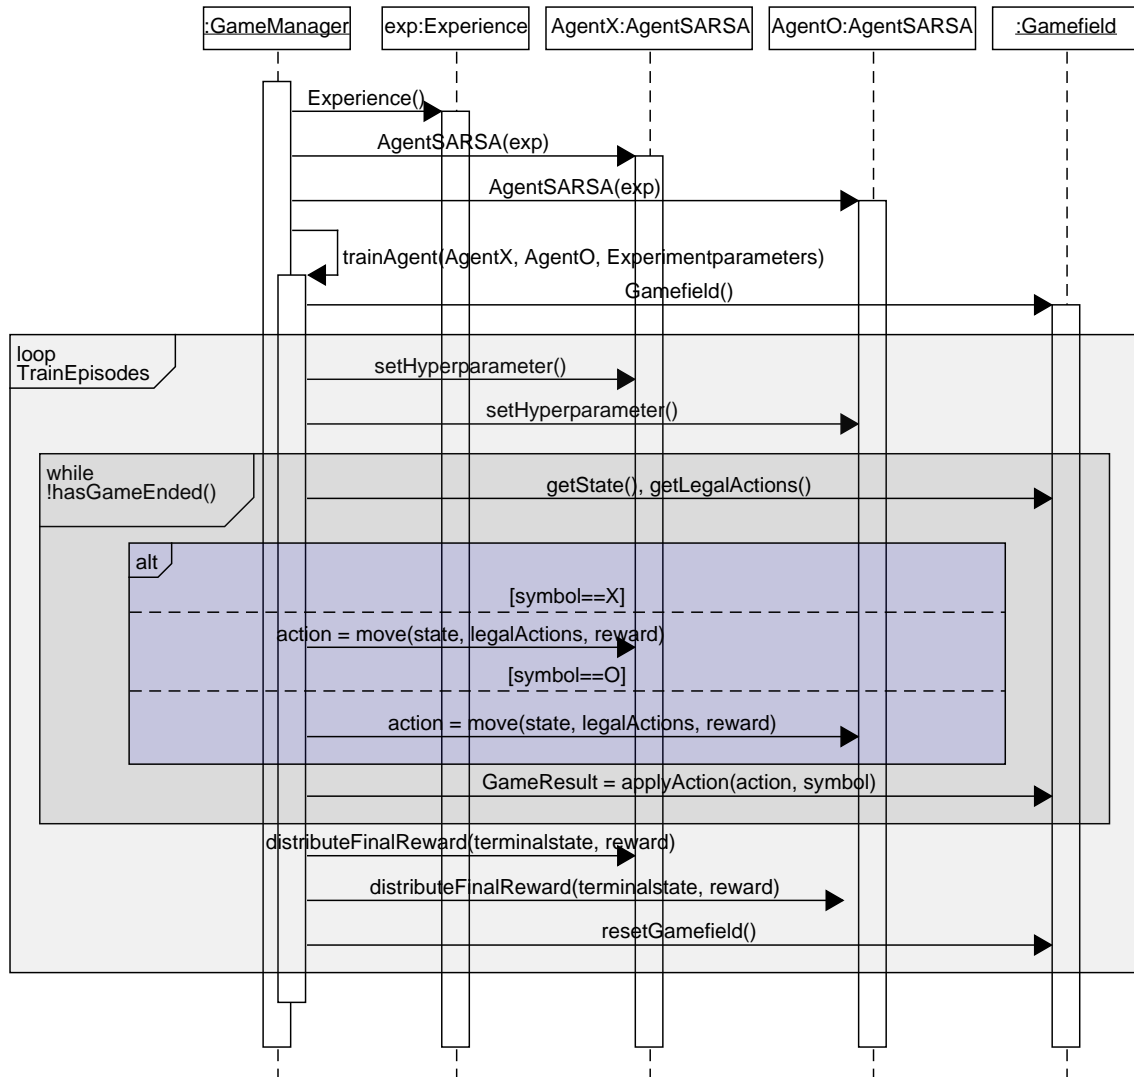 :GameManager
exp:Experience
AgentX:AgentSARSA
AgentO:AgentSARSA
:Gamefield
Experience()
AgentSARSA(exp)
AgentSARSA(exp)
trainAgent(AgentX, AgentO, Experimentparameters)
Gamefield()
loop
TrainEpisodes
setHyperparameter()
setHyperparameter()
while
!hasGameEnded()
getState(), getLegalActions()
alt
[symbol==X]
action = move(state, legalActions, reward)
[symbol==O]
action = move(state, legalActions, reward)
GameResult = applyAction(action, symbol)
distributeFinalReward(terminalstate, reward)
distributeFinalReward(terminalstate, reward)
resetGamefield()